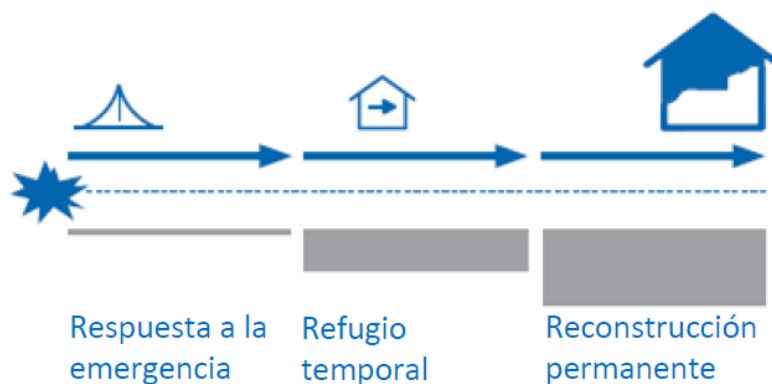 Respuesta a la
emergencia
Refugio
temporal
Reconstrucción
permanente